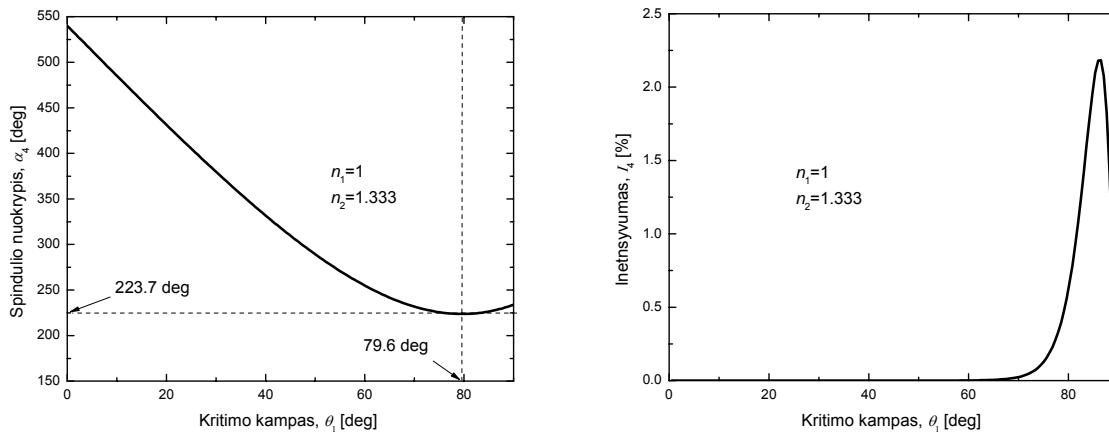 550
500
450
400
350
300
250
200
150
Spindulio nuokrypis, α4 [deg]
n1=1
n2=1.333
223.7 deg
79.6 deg
0 20 40 60 80
Kritimo kampas, θ1 [deg]
2.5
2.0
1.5
1.0
0.5
0.0
Inetnsyvumas, I4 [%]
n1=1
n2=1.333
0 20 40 60 80
Kritimo kampas, θ1 [deg]